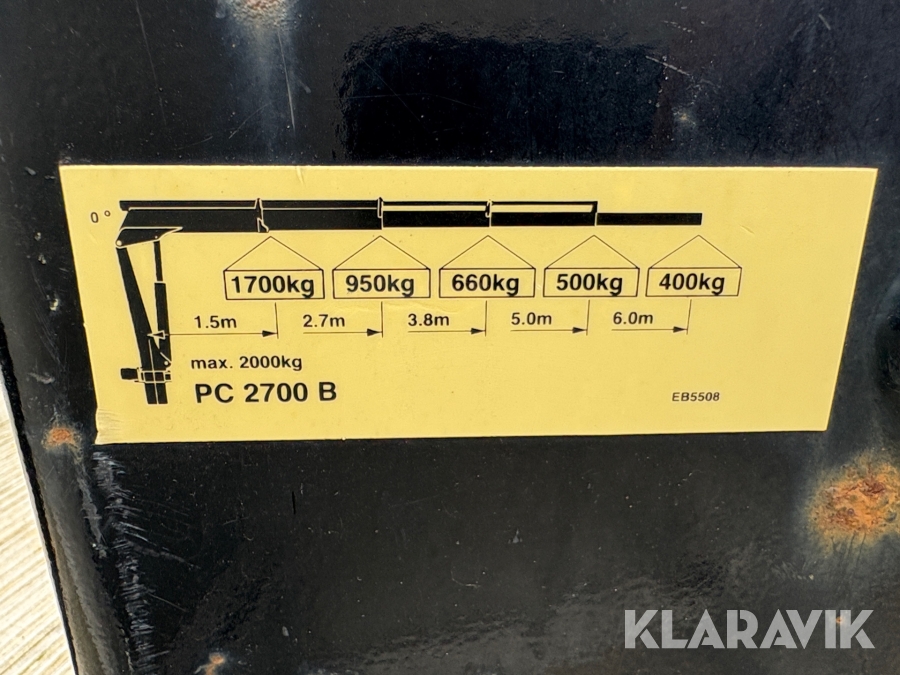 0°
1700kg 950kg 660kg 500kg 400kg
1.5m 2.7m 3.8m 5.0m 6.0m
max. 2000kg
PC 2700 B
EB5508
KLARAVIK